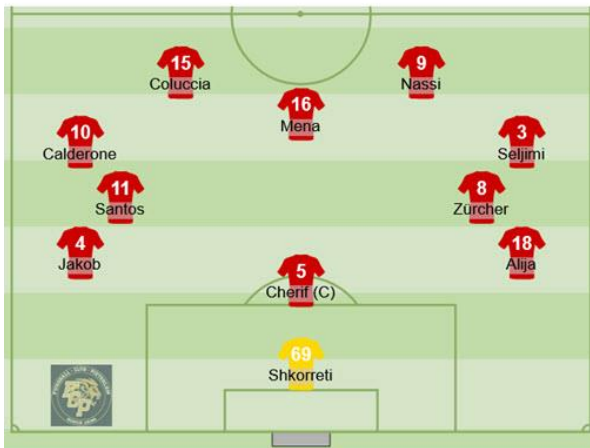 15
Coluccia
9
Nassi
16
Mena
10
Calderone
3
Seljimi
11
Santos
8
Zürcher
4
Jakob
18
Alija
5
Cherif (C)
69
Shkorreti